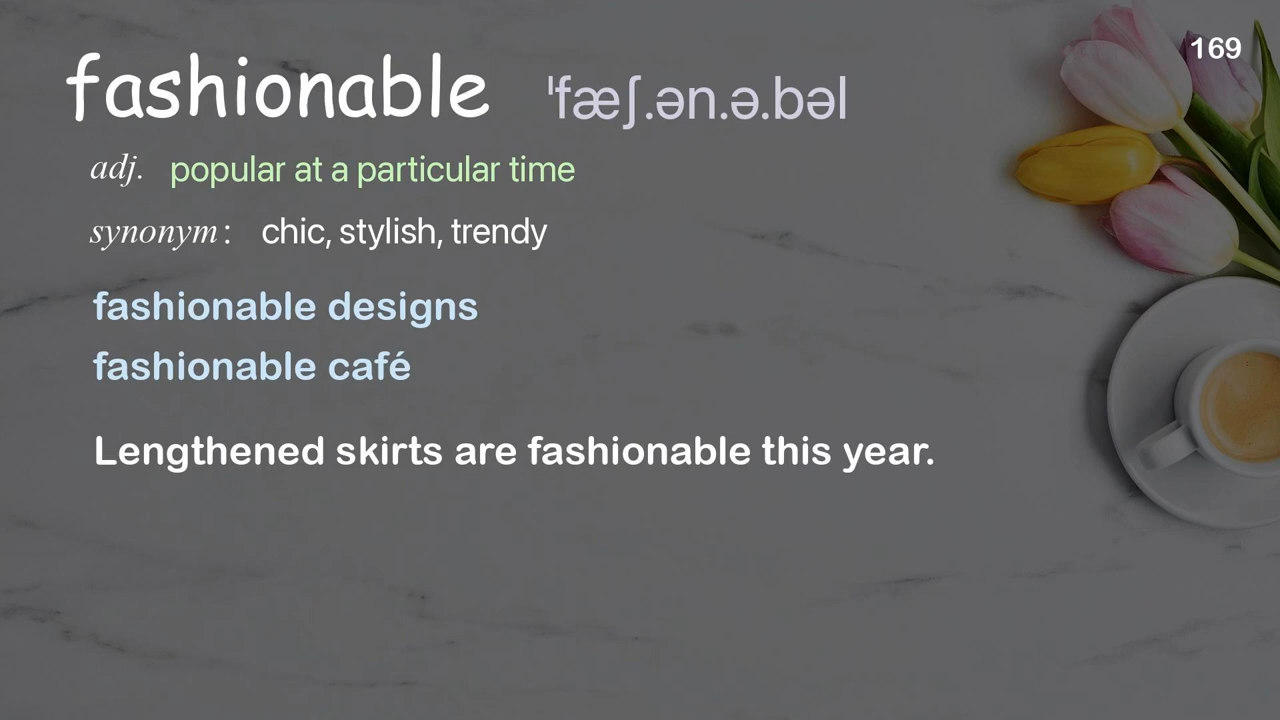 169
fashionable ˈfæʃ.ən.ə.bəl
adj. popular at a particular time
synonym: chic, stylish, trendy
fashionable designs
fashionable café
Lengthened skirts are fashionable this year.